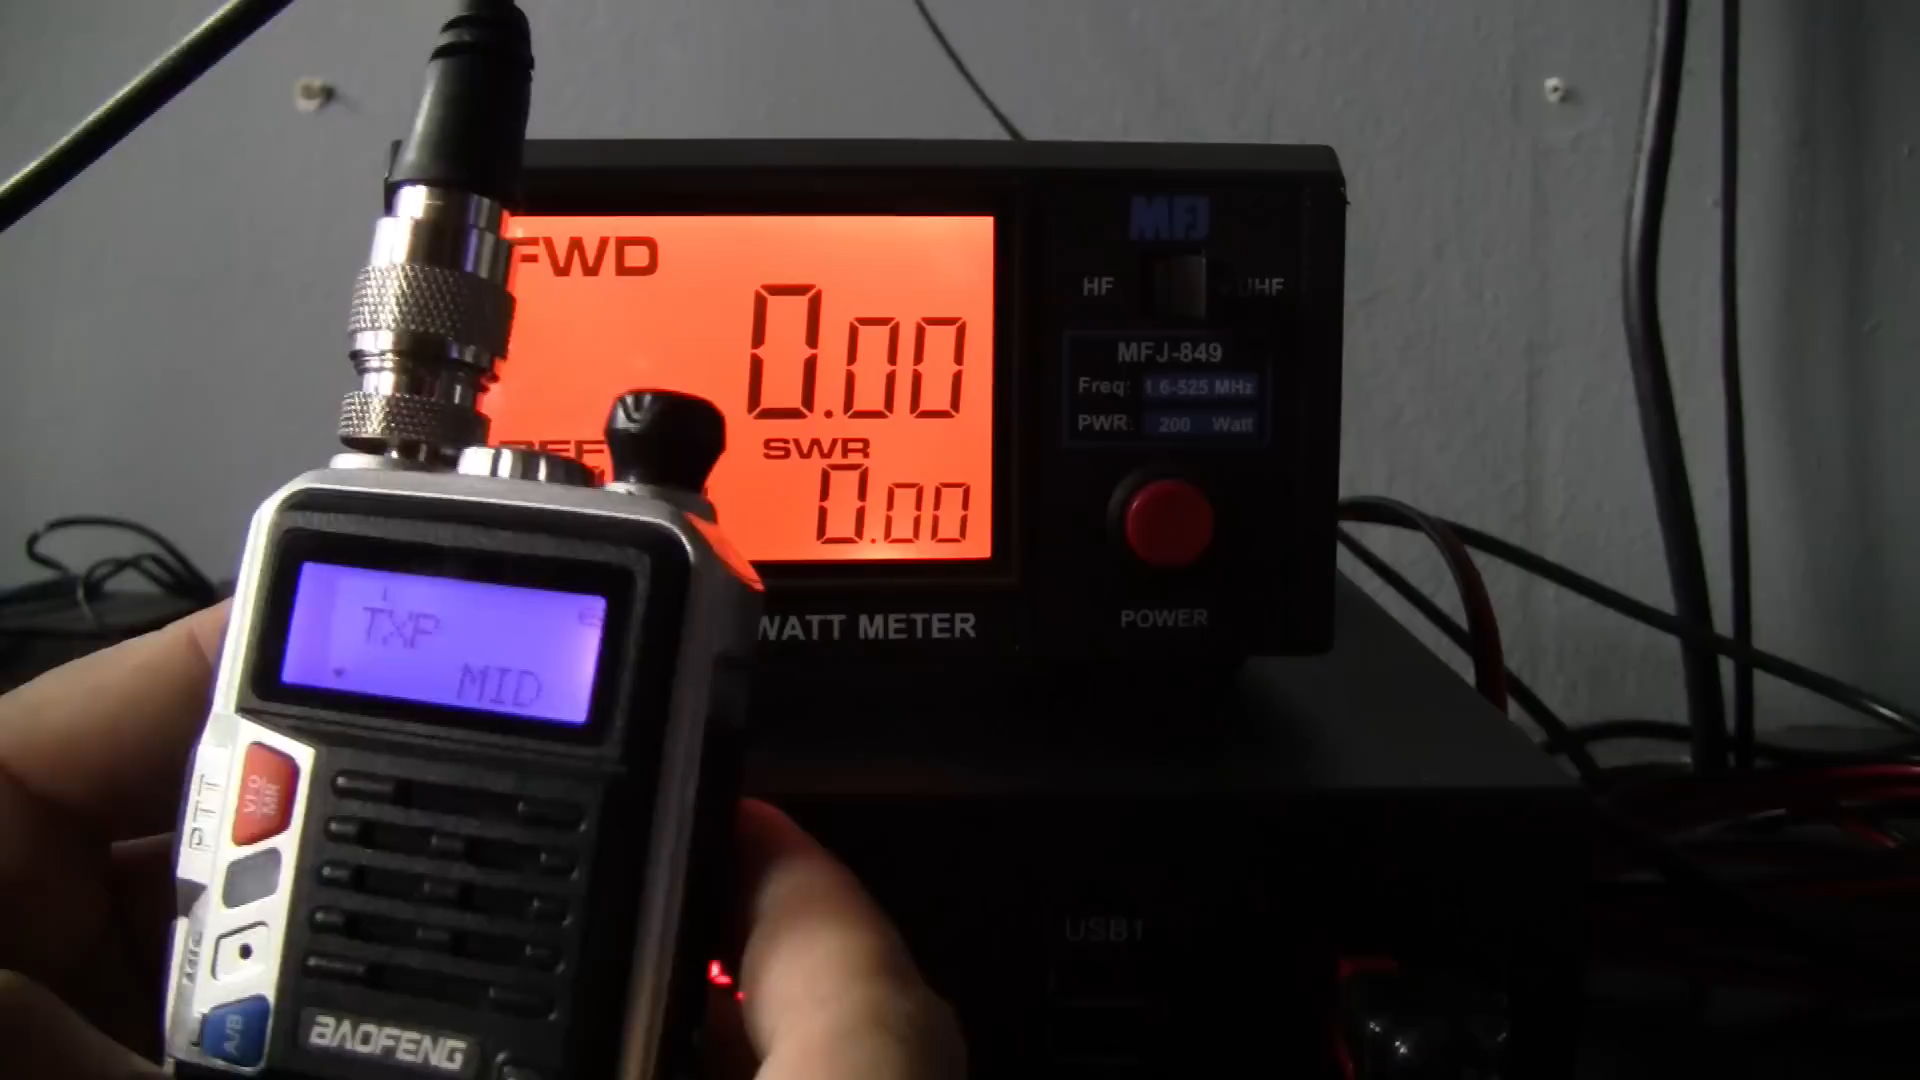 FWD
0.00
SWR
0.00
WATT METER
MFJ
HF
UHF
MFJ-849
Freq: 1.6-525 MHz
PWR: 200 Watt
POWER
TXP
MID
VFO
MR
PTT
A/B
BAOFENG
USB1